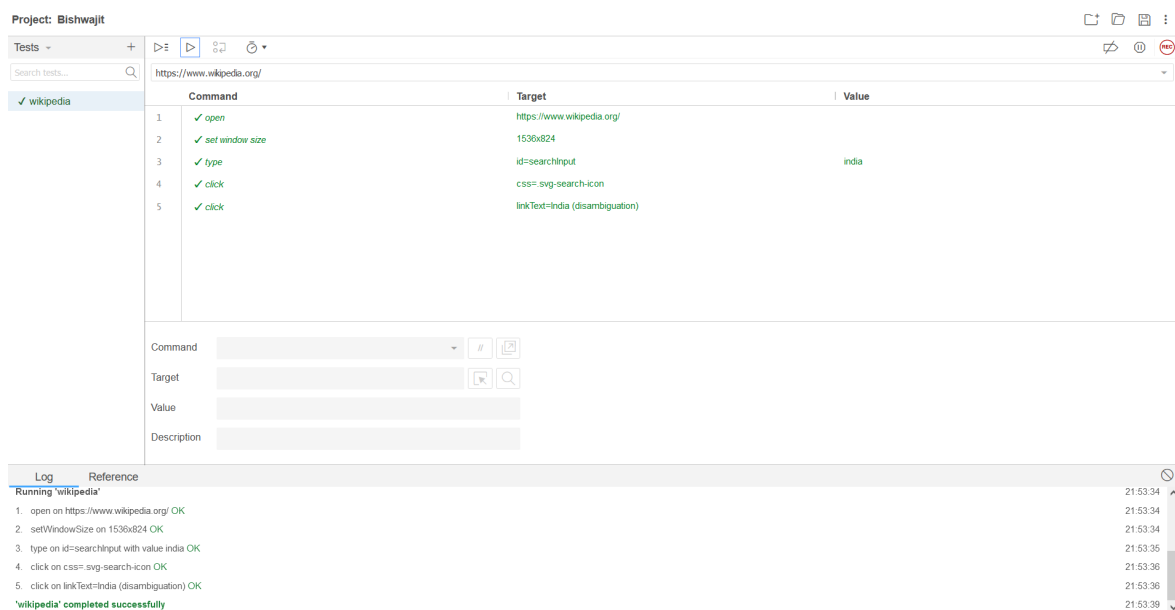 Project: Bishwajit
Tests
Search tests...
wikipedia
REC
https://www.wikipedia.org/
Command Target Value
1 ✓ open https://www.wikipedia.org/
2 ✓ set window size 1536x824
3 ✓ type id=searchInput india
4 ✓ click css=.svg-search-icon
5 ✓ click linkText=India (disambiguation)
Command //
Target
Value
Description
Log Reference
Running 'wikipedia' 21:53:34
1. open on https://www.wikipedia.org/ OK 21:53:34
2. setWindowSize on 1536x824 OK 21:53:34
3. type on id=searchInput with value india OK 21:53:35
4. click on css=.svg-search-icon OK 21:53:36
5. click on linkText=India (disambiguation) OK 21:53:36
'wikipedia' completed successfully 21:53:39